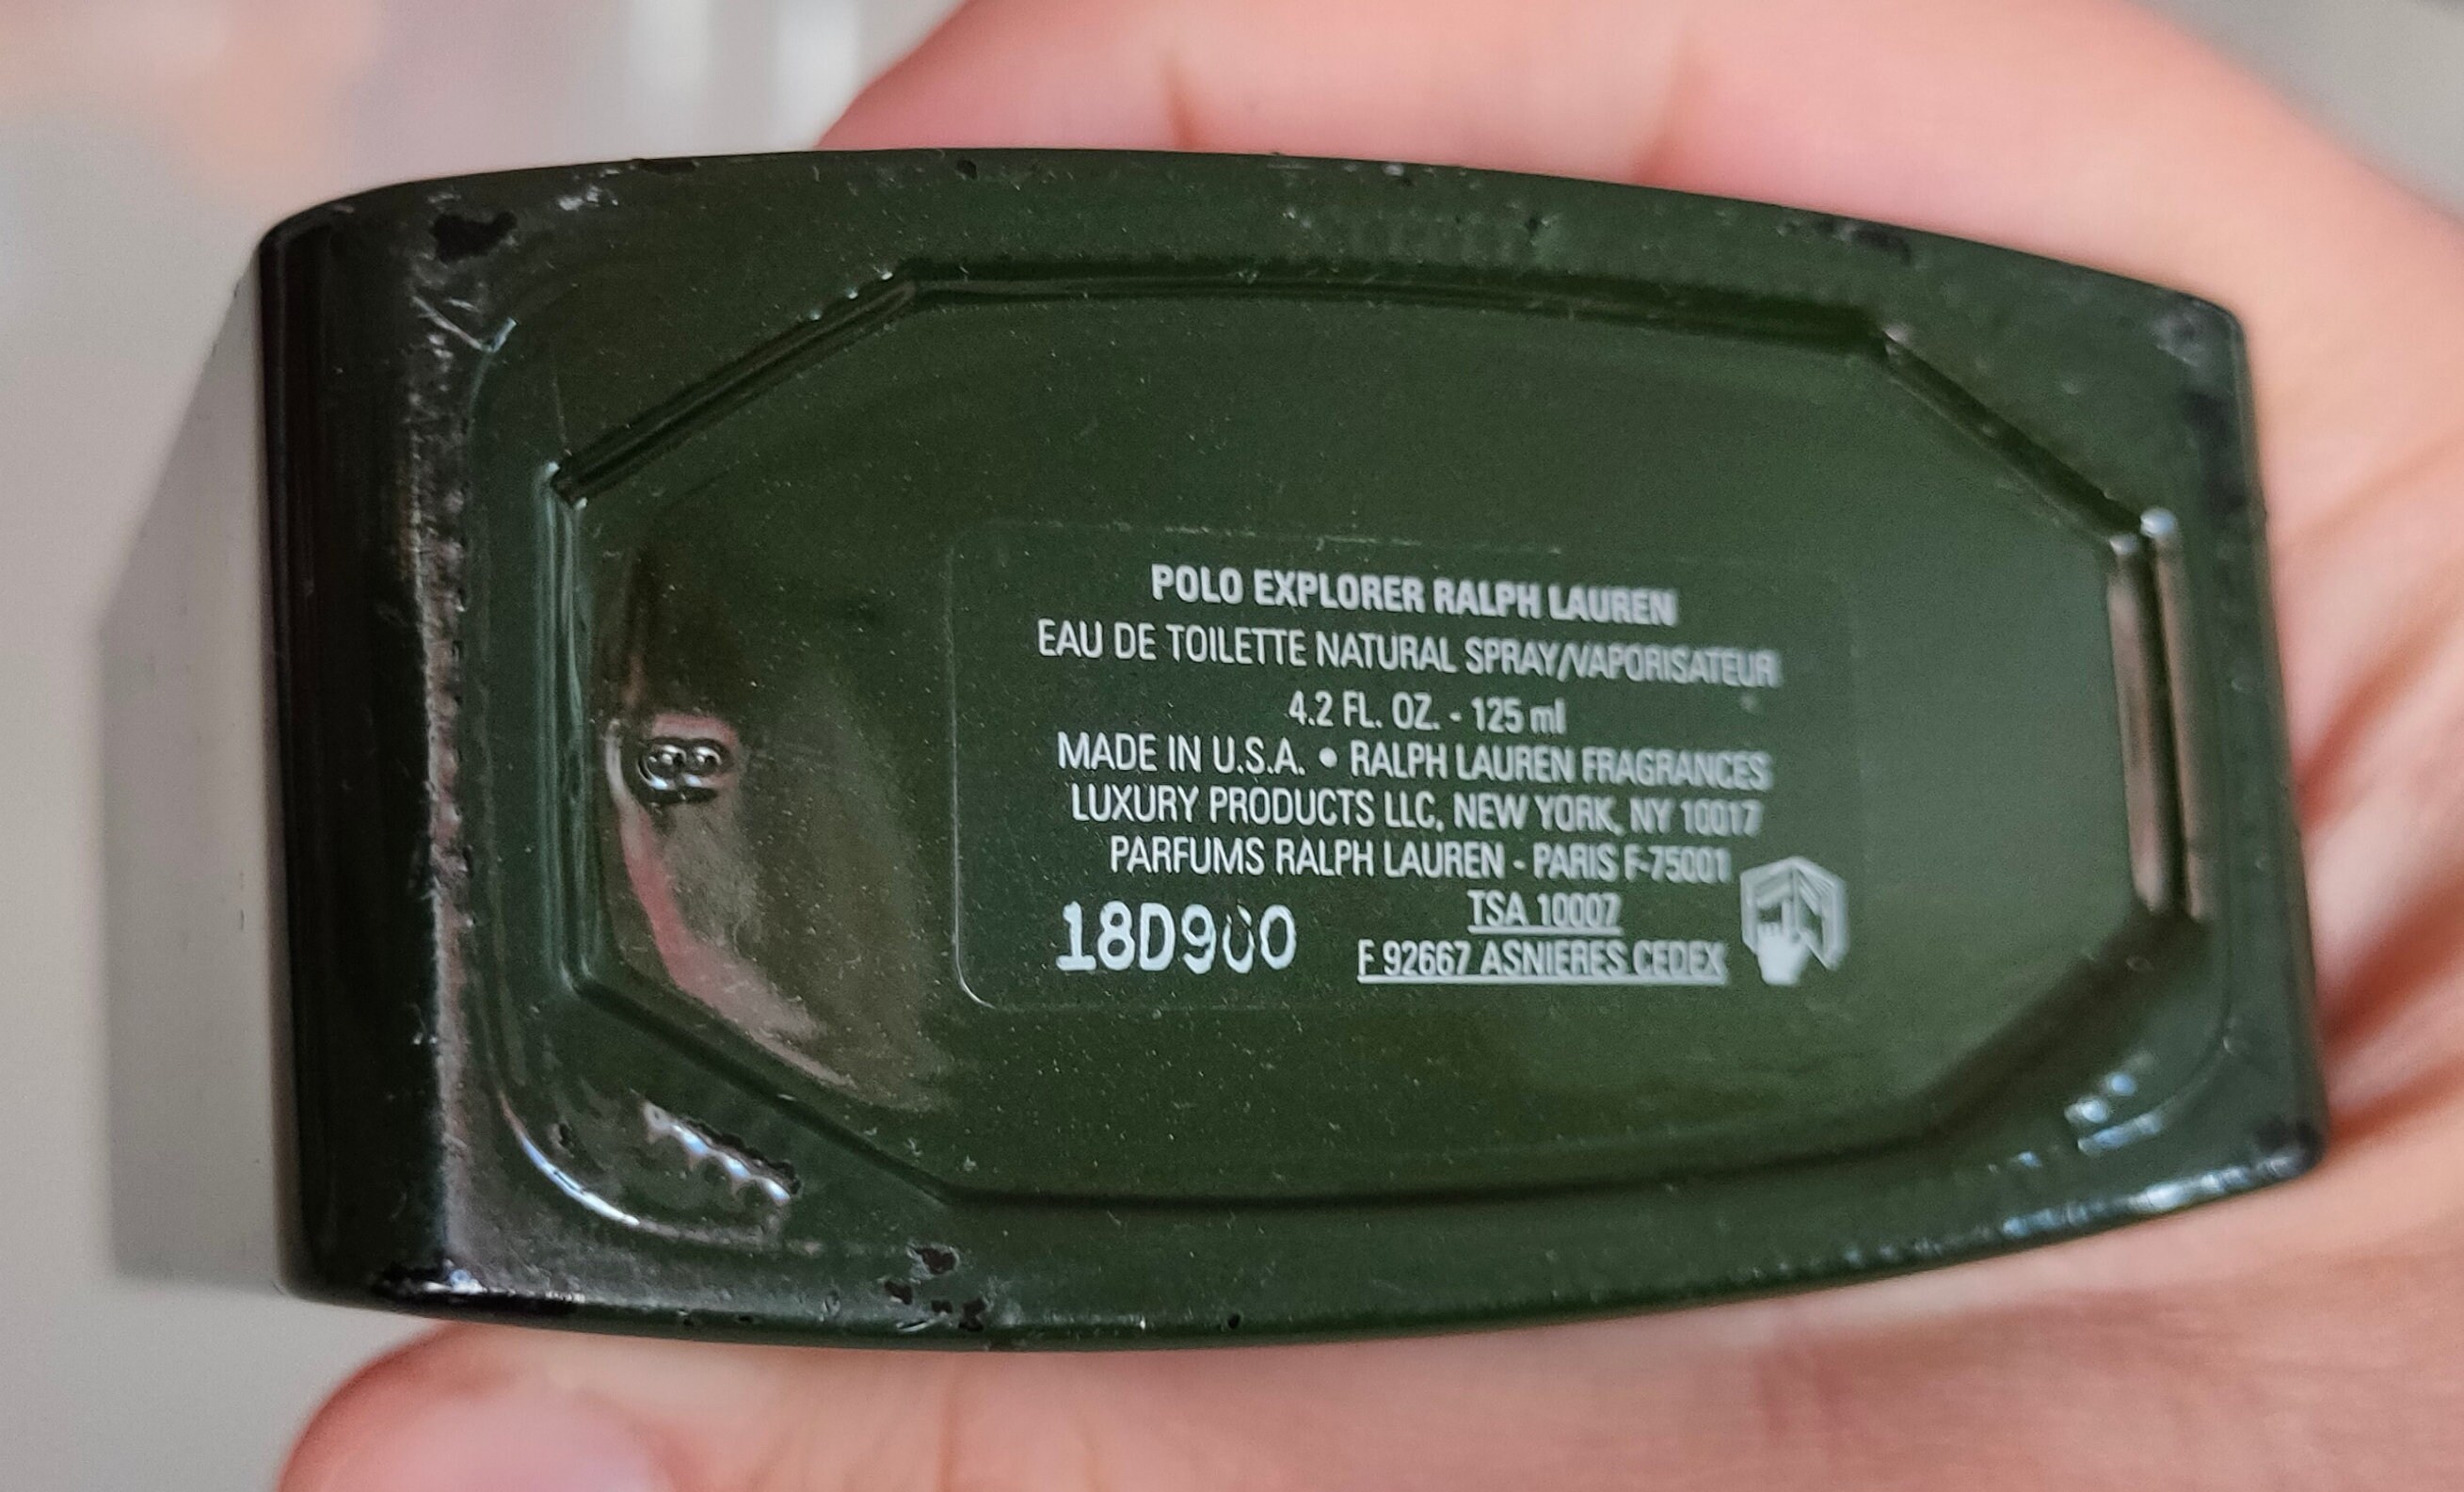 POLO EXPLORER RALPH LAUREN
EAU DE TOILETTE NATURAL SPRAY/VAPORISATEUR
4.2 FL. OZ. - 125 ml
MADE IN U.S.A. • RALPH LAUREN FRAGRANCES
LUXURY PRODUCTS LLC, NEW YORK, NY 10017
PARFUMS RALPH LAUREN - PARIS F-75001
TSA 10007
F 92667 ASNIERES CEDEX
18D900